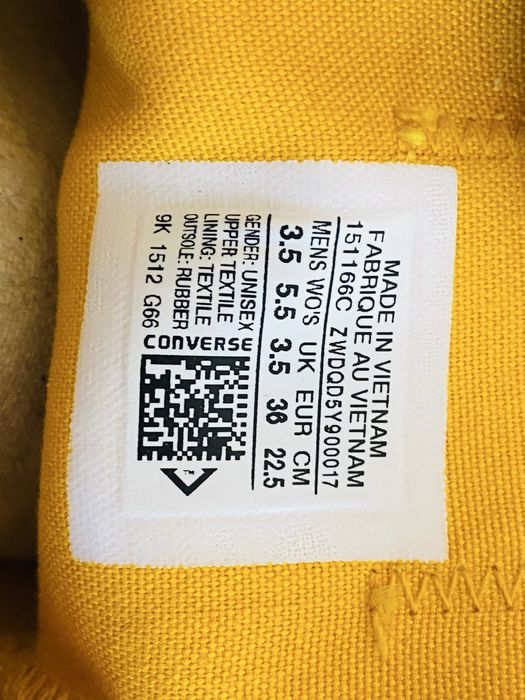 MADE IN VIETNAM
FABRIQUE AU VIETNAM
151166C ZWDQD5Y900017
MENS WO'S UK EUR CM
3.5 5.5 3.5 36 22.5
GENDER: UNISEX
UPPER: TEXTILE
LINING: TEXTILE
OUTSOLE: RUBBER
9K 1512 G66
CONVERSE